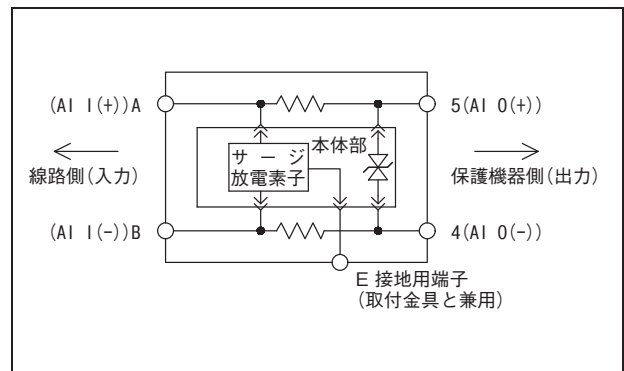 (AI I(+))A
5(AI O(+))
本体部
サージ
放電素子
線路側(入力)
保護機器側(出力)
(AI I(-))B
4(AI O(-))
E 接地用端子
(取付金具と兼用)